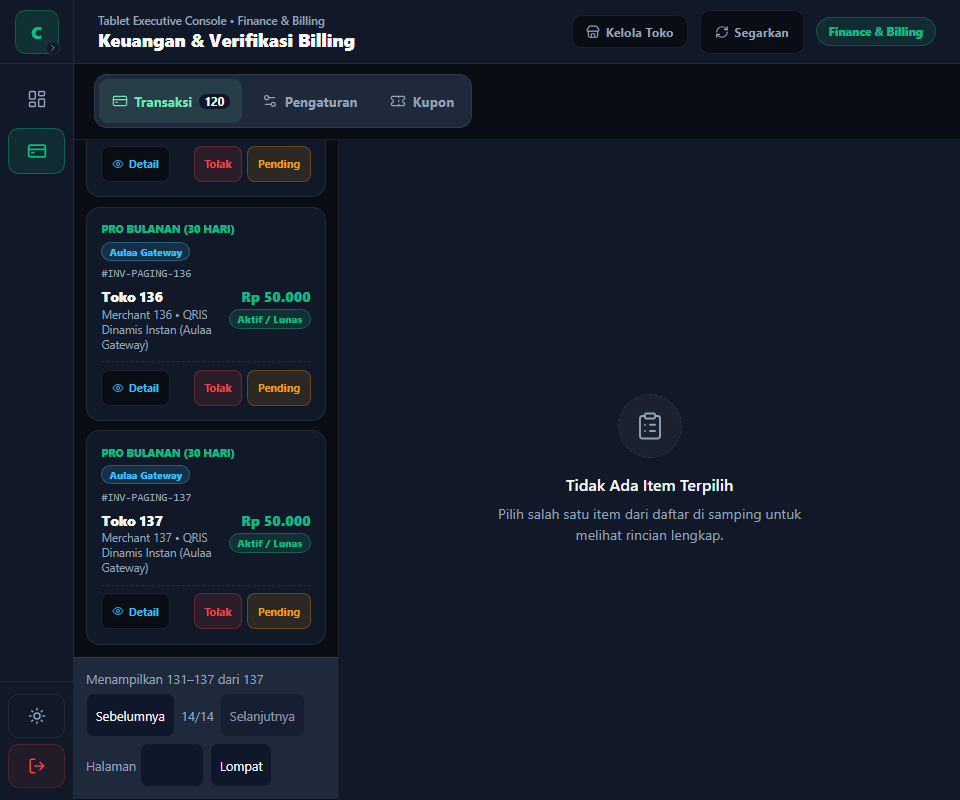 C
Tablet Executive Console • Finance & Billing
Keuangan & Verifikasi Billing
Kelola Toko
Segarkan
Finance & Billing
Transaksi 120
Pengaturan
Kupon
Detail
Tolak
Pending
PRO BULANAN (30 HARI)
Aulaa Gateway
#INV-PAGING-136
Toko 136
Rp 50.000
Merchant 136 • QRIS
Dinamis Instan (Aulaa
Gateway)
Aktif / Lunas
Detail
Tolak
Pending
PRO BULANAN (30 HARI)
Aulaa Gateway
#INV-PAGING-137
Toko 137
Rp 50.000
Merchant 137 • QRIS
Dinamis Instan (Aulaa
Gateway)
Aktif / Lunas
Detail
Tolak
Pending
Menampilkan 131–137 dari 137
Sebelumnya
14/14
Selanjutnya
Halaman
Lompat
Tidak Ada Item Terpilih
Pilih salah satu item dari daftar di samping untuk
melihat rincian lengkap.